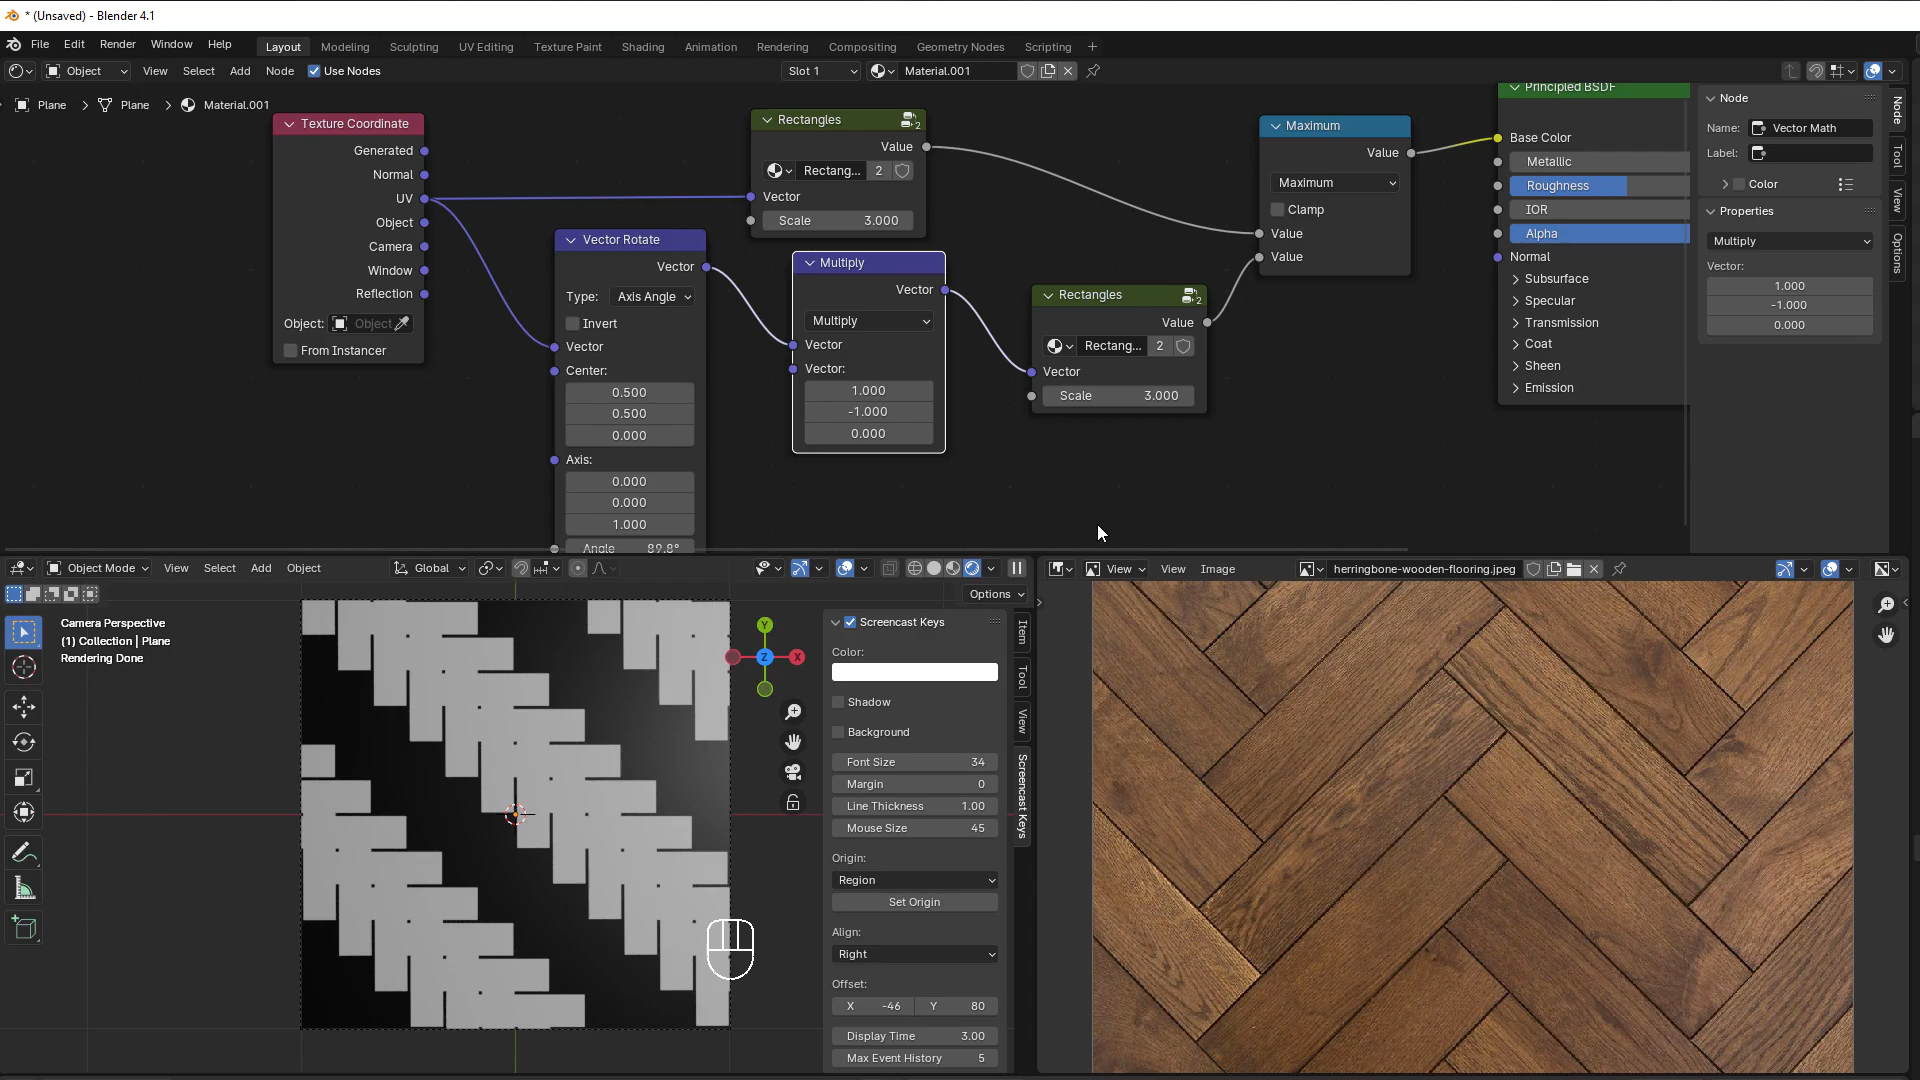 * (Unsaved) - Blender 4.1
File Edit Render Window Help Layout Modeling Sculpting UV Editing Texture Paint Shading Animation Rendering Compositing Geometry Nodes Scripting +
Object View Select Add Node Use Nodes Slot 1 Material.001
Plane > Plane > Material.001
Texture Coordinate
Generated
Normal
UV
Object
Camera
Window
Reflection
Object: Object
From Instancer
Vector Rotate
Vector
Type: Axis Angle
Invert
Vector
Center:
0.500
0.500
0.000
Axis:
0.000
0.000
1.000
Angle 89.8°
Rectangles
2
Value
Rectang... 2
Vector
Scale 3.000
Multiply
Vector
Multiply
Vector
Vector:
1.000
-1.000
0.000
Rectangles
2
Value
Rectang... 2
Vector
Scale 3.000
Maximum
Value
Maximum
Clamp
Value
Value
Principled BSDF
Base Color
Metallic
Roughness
IOR
Alpha
Normal
Subsurface
Specular
Transmission
Coat
Sheen
Emission
Node
Name: Vector Math
Label:
Color
Properties
Multiply
Vector:
1.000
-1.000
0.000
Node
Tool
View
Options
Object Mode View Select Add Object Global
Options
Camera Perspective
(1) Collection | Plane
Rendering Done
Y
Z
X
Screencast Keys
Color:
Shadow
Background
Font Size 34
Margin 0
Line Thickness 1.00
Mouse Size 45
Origin:
Region
Set Origin
Align:
Right
Offset:
X -46 Y 80
Display Time 3.00
Max Event History 5
Item
Tool
View
Screencast Keys
View View Image herringbone-wooden-flooring.jpeg